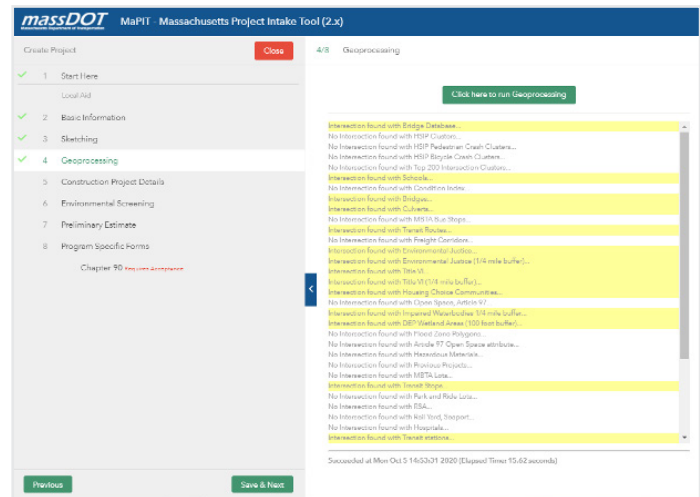 massDOT MaPIT - Massachusetts Project Intake Tool (2.x)
Massachusetts Department of Transportation
Create Project
Close
4/8 Geoprocessing
1 Start Here
Local Aid
2 Basic Information
3 Sketching
4 Geoprocessing
5 Construction Project Details
6 Environmental Screening
7 Preliminary Estimate
8 Program Specific Forms
Chapter 90 Requires Acceptance
Previous
Save & Next
Click here to run Geoprocessing
Intersection found with Bridge Database...
No Intersection found with HSIP Clusters...
No Intersection found with HSIP Pedestrian Crash Clusters...
No Intersection found with HSIP Bicycle Crash Clusters...
No Intersection found with Top 200 Intersection Clusters...
Intersection found with Schools...
No Intersection found with Condition Index...
Intersection found with Bridges...
Intersection found with Culverts...
No Intersection found with MBTA Bus Stops...
Intersection found with Transit Routes...
No Intersection found with Freight Corridors...
Intersection found with Environmental Justice...
Intersection found with Environmental Justice (1/4 mile buffer)...
Intersection found with Title VI...
Intersection found with Title VI (1/4 mile buffer)...
Intersection found with Housing Choice Communities...
No Intersection found with Open Space, Article 97...
Intersection found with Impaired Waterbodies 1/4 mile buffer...
Intersection found with DEP Wetland Areas (100 foot buffer)...
No Intersection found with Flood Zone Polygons...
No Intersection found with Article 97 Open Space attribute...
No Intersection found with Hazardous Materials...
No Intersection found with Previous Projects...
No Intersection found with MBTA Lots...
Intersection found with Transit Stops...
No Intersection found with Park and Ride Lots...
No Intersection found with RSA...
No Intersection found with Rail Yard, Seaport...
No Intersection found with Hospitals...
Intersection found with Transit stations...
Succeeded at Mon Oct 5 14:53:31 2020 (Elapsed Time: 15.62 seconds)